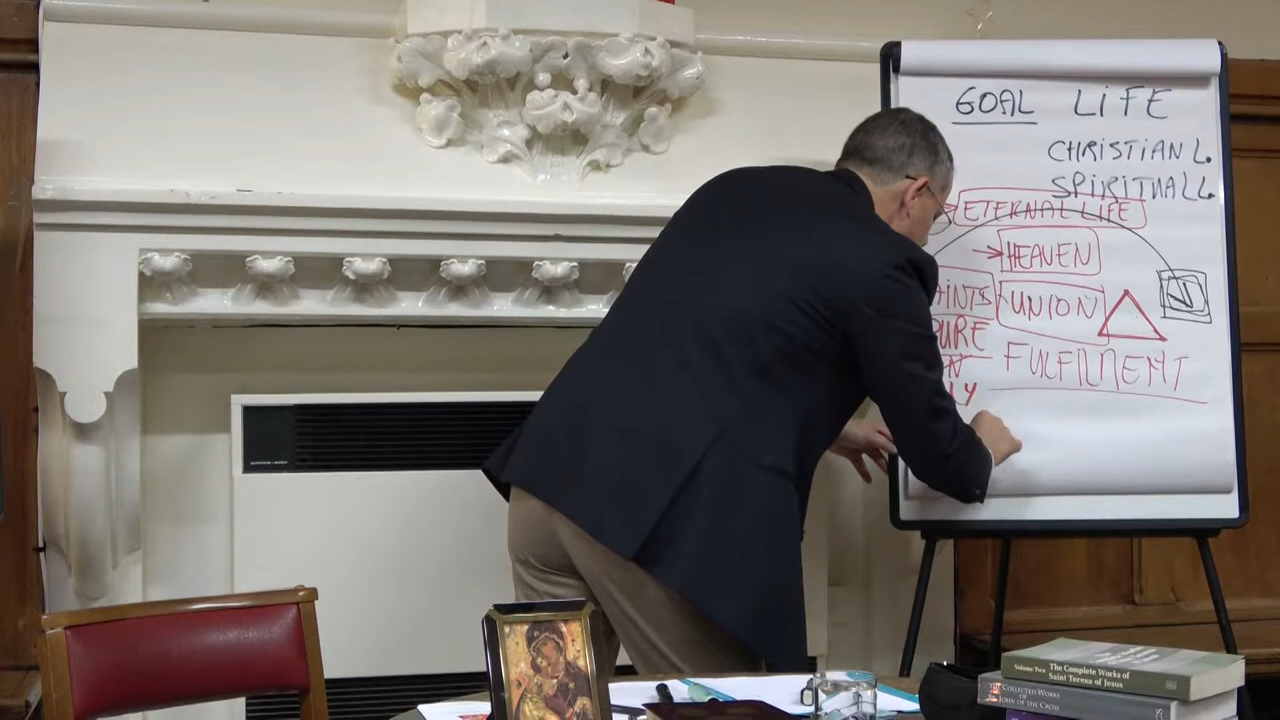 GOAL LIFE
CHRISTIAN L.
SPIRITUAL L.
ETERNAL LIFE
HEAVEN
UNION
FULFILMENT
Volume Two The Complete Works of
Saint Teresa of Jesus
COLLECTED WORKS
OF
JOHN OF THE CROSS